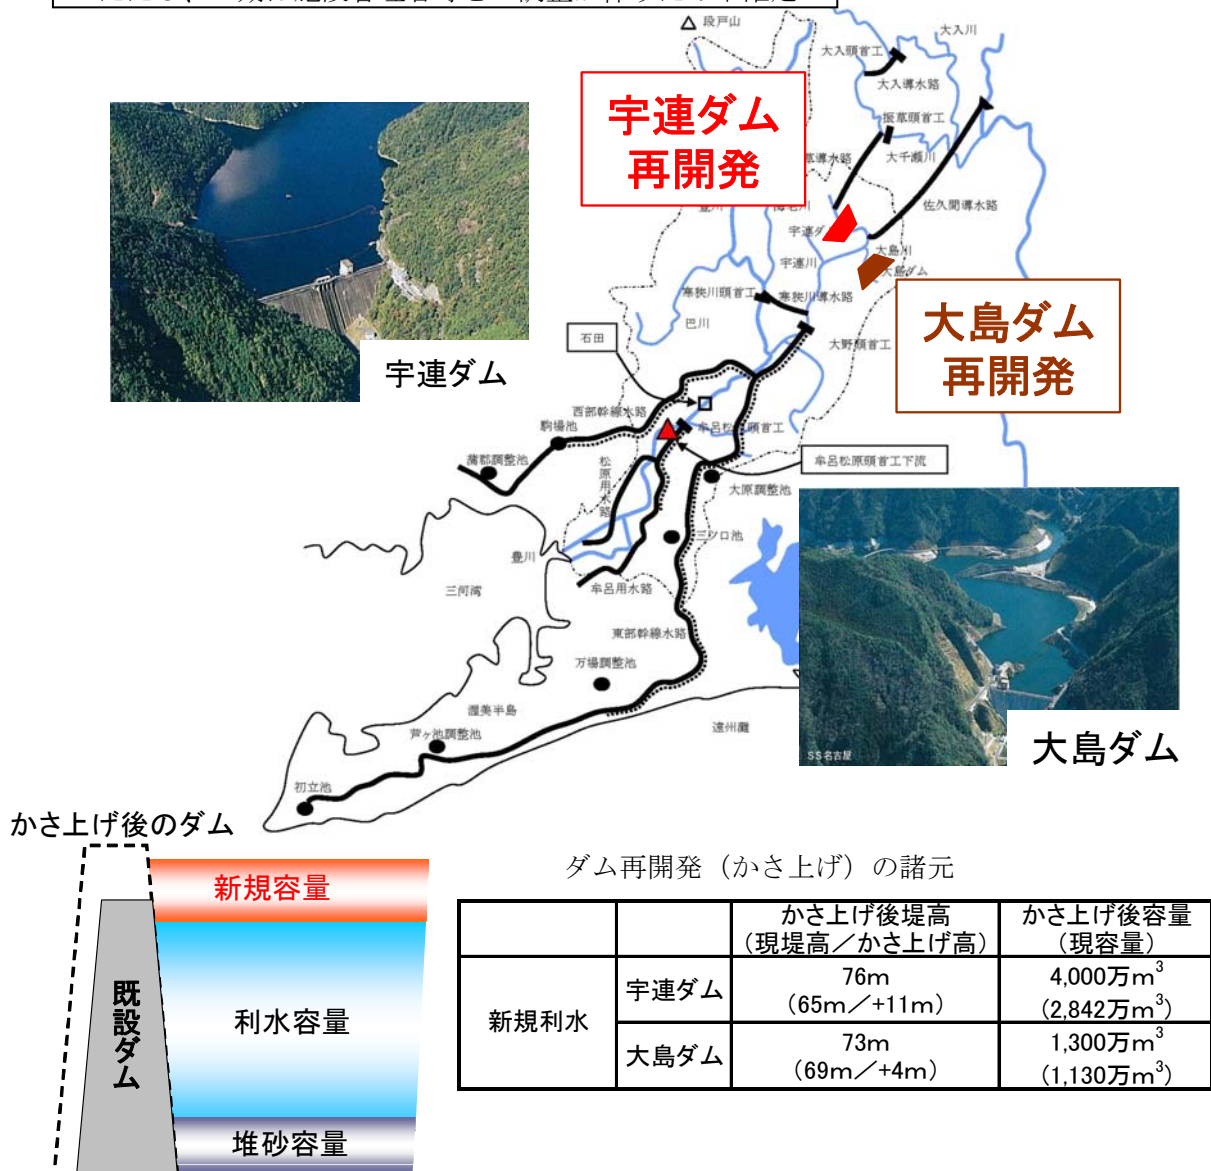 段戸山
大入川
大入頭首工
大入導水路
宇連ダム
再開発
振草頭首工
草導水路
大千瀬川
佐久間導水路
宇連ダ
大島川
大島ダム
宇連川
寒狭川頭首工
寒狭川導水路
巴川
大野頭首工
石田
大島ダム
再開発
宇連ダム
西部幹線水路
駒場池
牟呂松原頭首工
蒲郡調整池
松原用水路
牟呂松原頭首工下流
大原調整池
三ツ口池
豊川
三河湾
牟呂用水路
東部幹線水路
万場調整池
渥美半島
芦ヶ池調整池
遠州灘
初立池
SS名古屋
大島ダム
かさ上げ後のダム
新規容量
既設ダム
利水容量
堆砂容量
ダム再開発（かさ上げ）の諸元
かさ上げ後堤高
（現堤高／かさ上げ高）
かさ上げ後容量
（現容量）
新規利水
宇連ダム
76m
（65m／+11m）
4,000万m³
（2,842万m³）
大島ダム
73m
（69m／+4m）
1,300万m³
（1,130万m³）